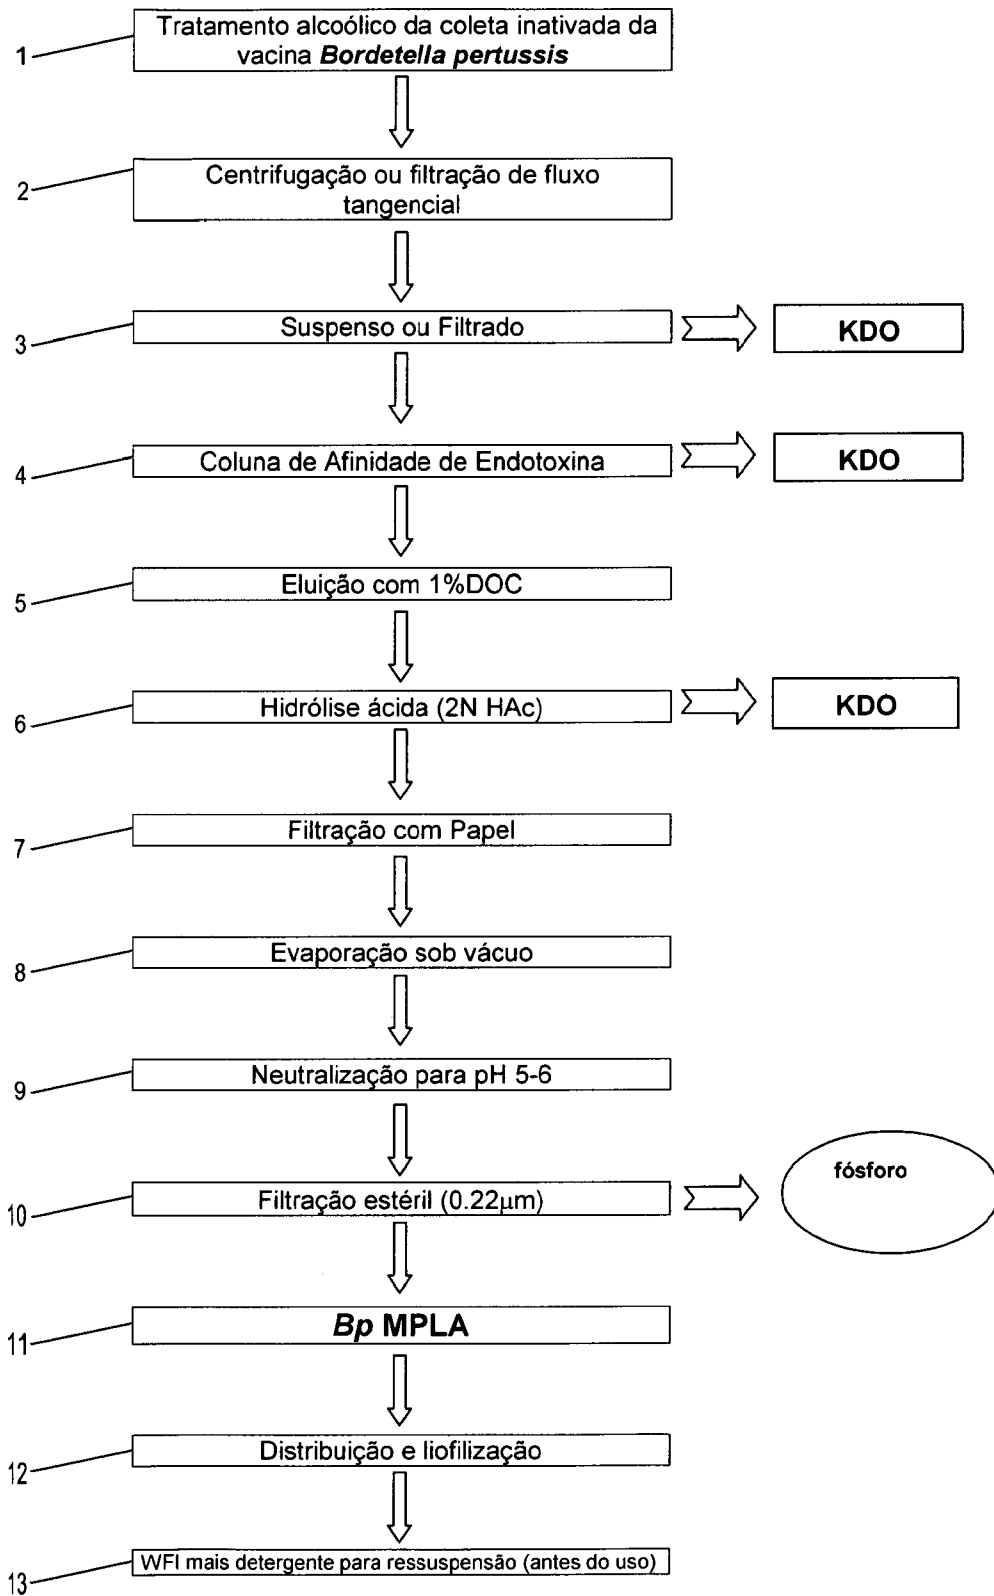 1
Tratamento alcoólico da coleta inativada da
vacina Bordetella pertussis
2
Centrifugação ou filtração de fluxo
tangencial
3
Suspenso ou Filtrado
KDO
4
Coluna de Afinidade de Endotoxina
KDO
5
Eluição com 1%DOC
6
Hidrólise ácida (2N HAc)
KDO
7
Filtração com Papel
8
Evaporação sob vácuo
9
Neutralização para pH 5-6
10
Filtração estéril (0.22μm)
fósforo
11
Bp MPLA
12
Distribuição e liofilização
13
WFI mais detergente para ressuspensão (antes do uso)